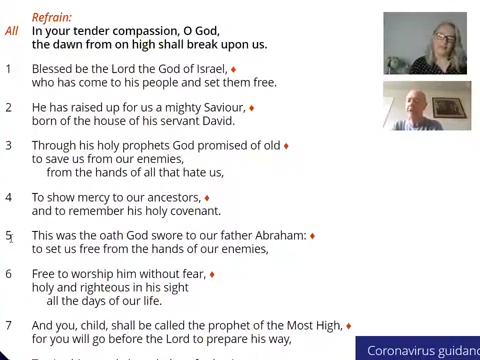 Refrain:
All In your tender compassion, O God,
the dawn from on high shall break upon us.
1 Blessed be the Lord the God of Israel, ♦
who has come to his people and set them free.
2 He has raised up for us a mighty Saviour, ♦
born of the house of his servant David.
3 Through his holy prophets God promised of old ♦
to save us from our enemies,
from the hands of all that hate us,
4 To show mercy to our ancestors, ♦
and to remember his holy covenant.
5 This was the oath God swore to our father Abraham: ♦
to set us free from the hands of our enemies,
6 Free to worship him without fear, ♦
holy and righteous in his sight
all the days of our life.
7 And you, child, shall be called the prophet of the Most High, ♦
for you will go before the Lord to prepare his way,
Coronavirus guidanc